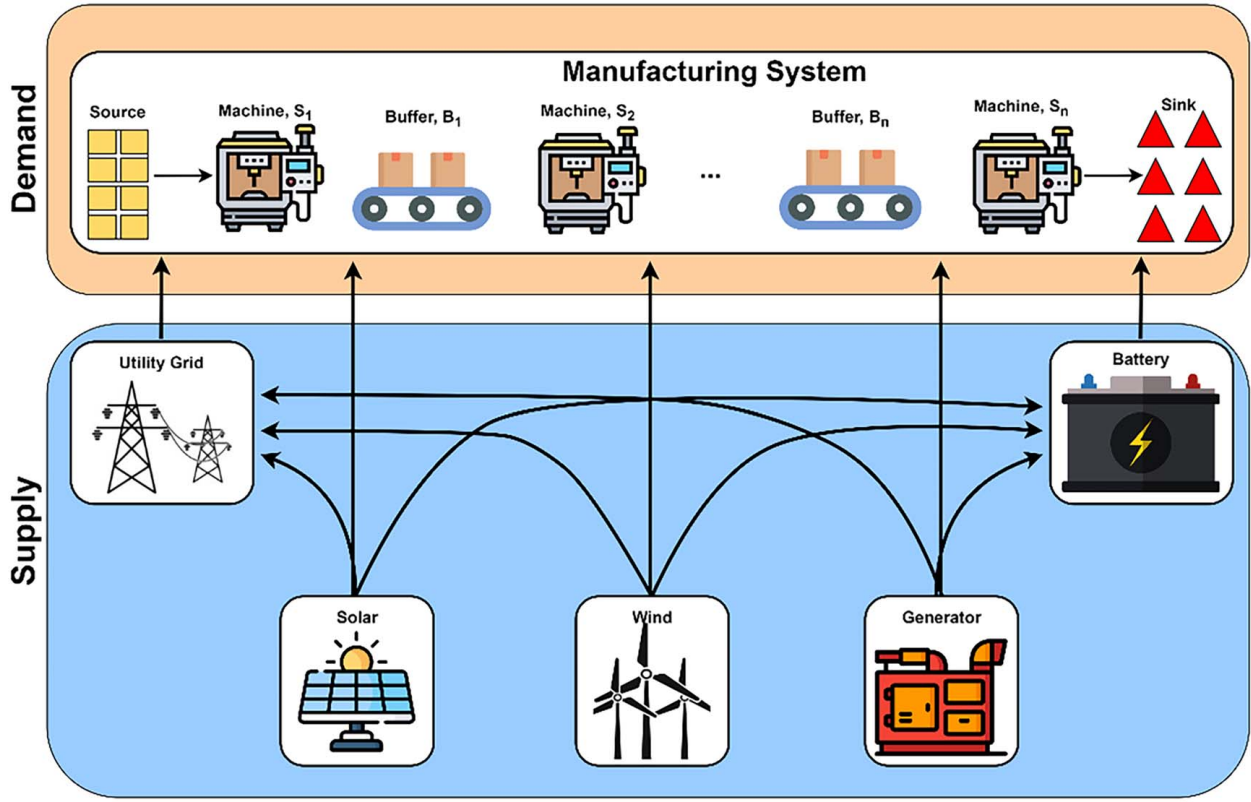 Demand
Manufacturing System
Source
Machine, S1
Buffer, B1
Machine, S2
...
Buffer, Bn
Machine, Sn
Sink
Supply
Utility Grid
Battery
Solar
Wind
Generator